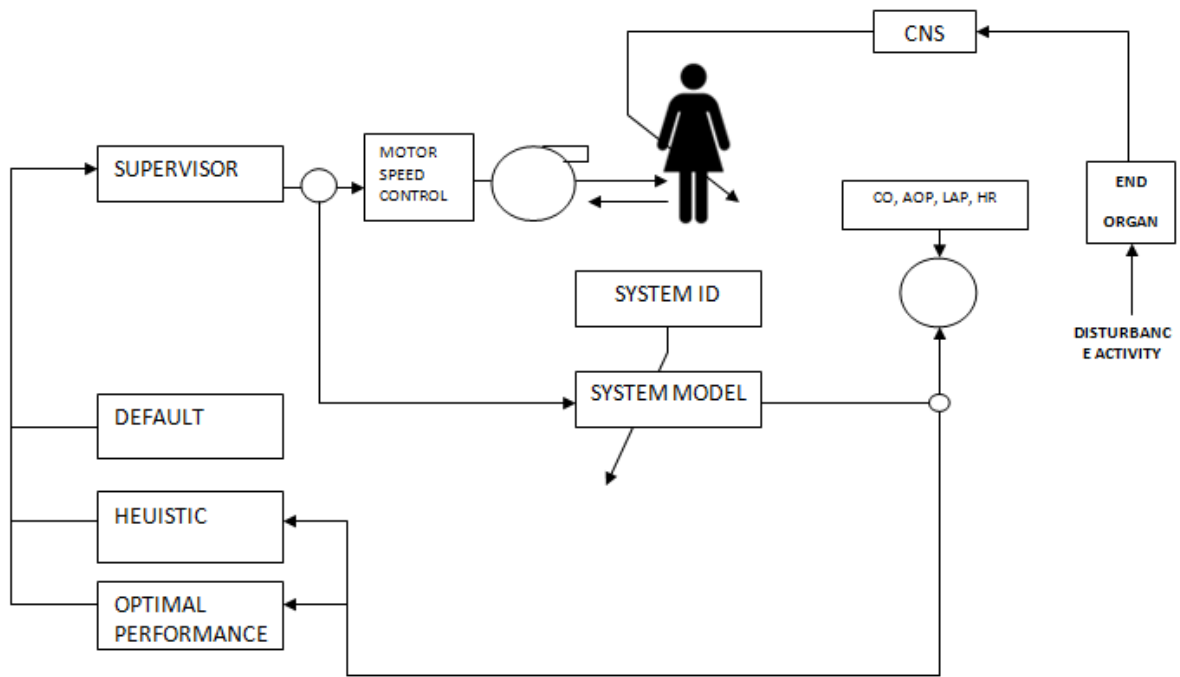 CNS
SUPERVISOR
MOTOR
SPEED
CONTROL
END
ORGAN
CO, AOP, LAP, HR
SYSTEM ID
DISTURBANC
E ACTIVITY
SYSTEM MODEL
DEFAULT
HEUISTIC
OPTIMAL
PERFORMANCE